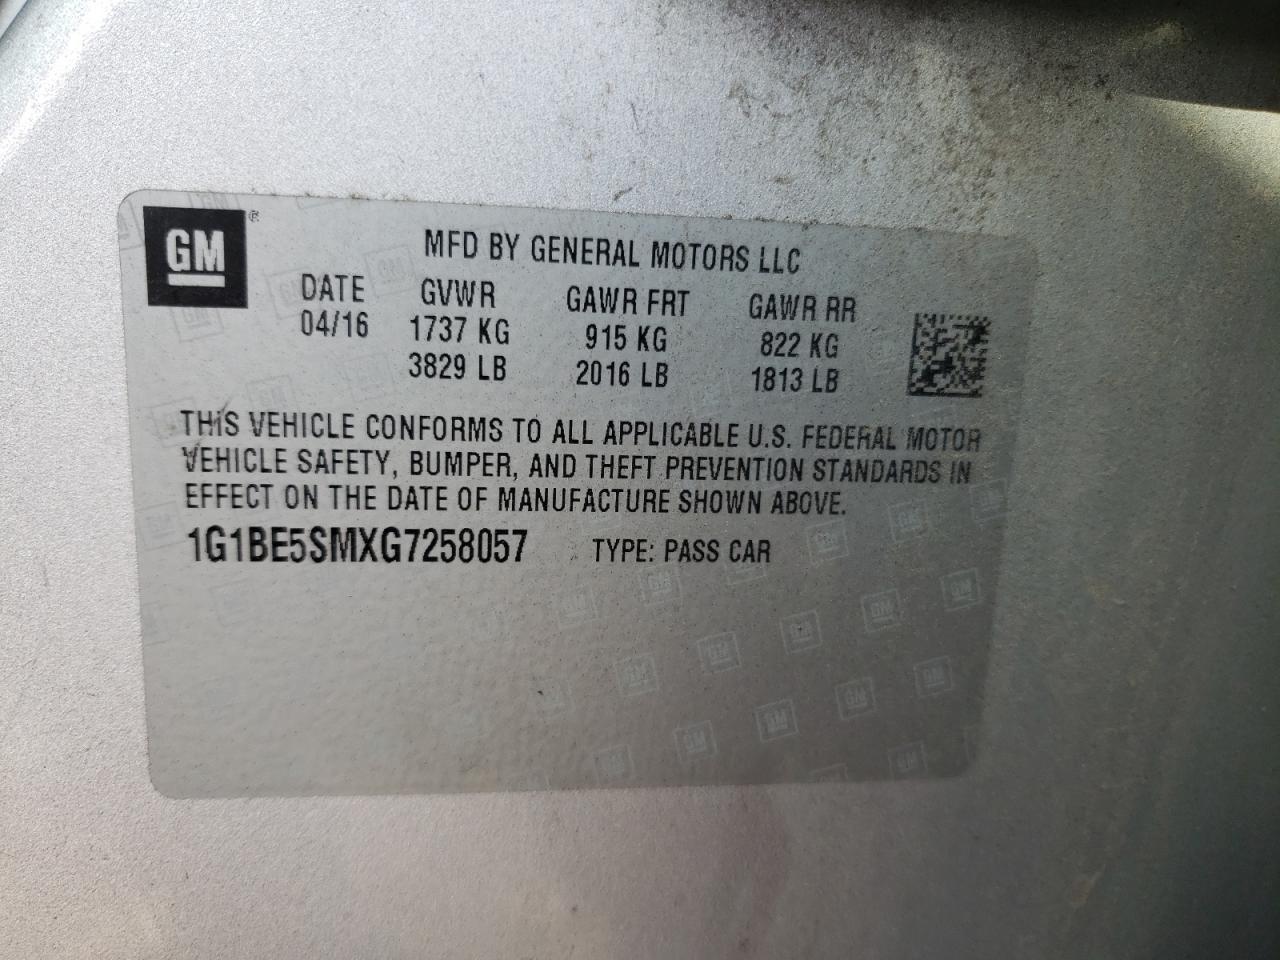 GM®
MFD BY GENERAL MOTORS LLC
DATE GVWR GAWR FRT GAWR RR
04/16 1737 KG 915 KG 822 KG
3829 LB 2016 LB 1813 LB
THIS VEHICLE CONFORMS TO ALL APPLICABLE U.S. FEDERAL MOTOR
VEHICLE SAFETY, BUMPER, AND THEFT PREVENTION STANDARDS IN
EFFECT ON THE DATE OF MANUFACTURE SHOWN ABOVE.
1G1BE5SMXG7258057 TYPE: PASS CAR